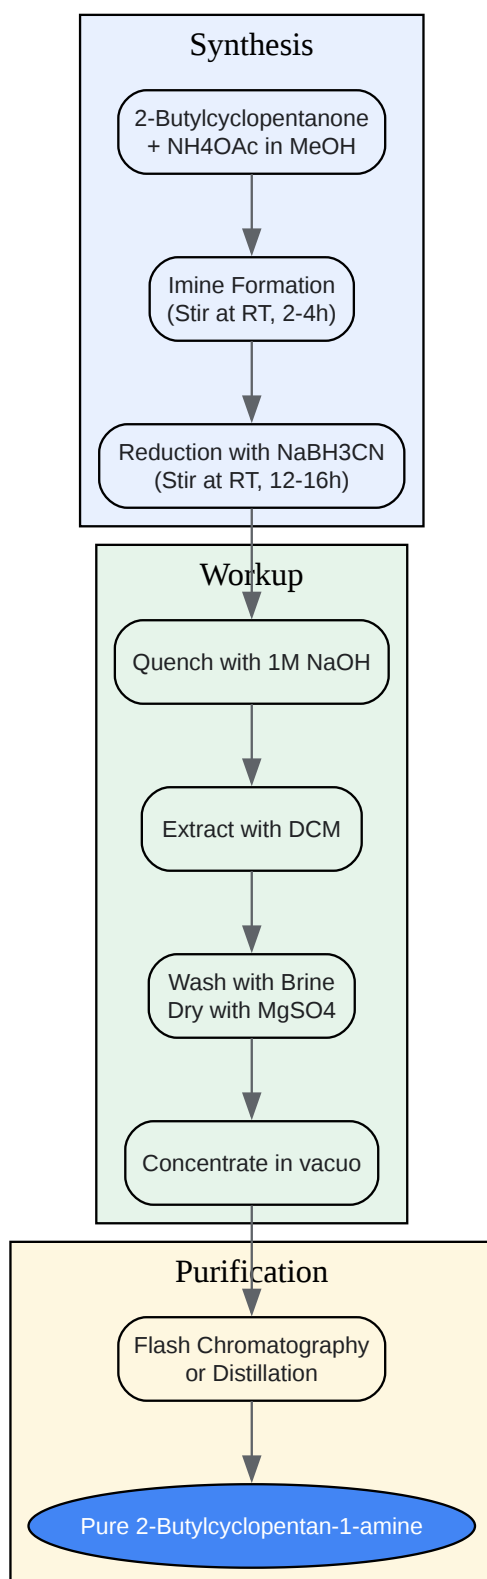 Synthesis
2-Butylcyclopentanone
+ NH4OAc in MeOH
Imine Formation
(Stir at RT, 2-4h)
Reduction with NaBH3CN
(Stir at RT, 12-16h)
Workup
Quench with 1M NaOH
Extract with DCM
Wash with Brine
Dry with MgSO4
Concentrate in vacuo
Purification
Flash Chromatography
or Distillation
Pure 2-Butylcyclopentan-1-amine